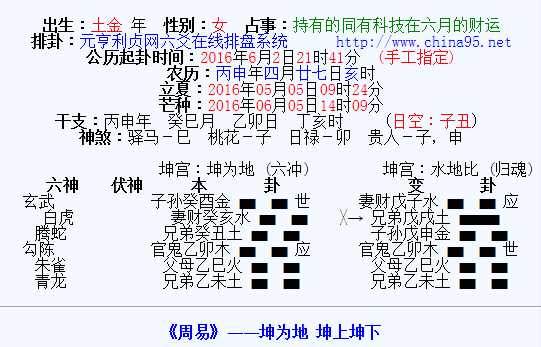 出生：土金 年　性别：女　占事：持有的同有科技在六月的财运
排卦：元亨利贞网六爻在线排盘系统　　http://www.china95.net
公历起卦时间：2016年6月2日21时41分　(手工指定)
农历：丙申年四月廿七日亥时
立夏：2016年05月05日09时24分
芒种：2016年06月05日14时09分
干支：丙申年　癸巳月　乙卯日　丁亥时　　(日空：子丑)
神煞：驿马－巳　桃花－子　日禄－卯　贵人－子，申
坤宫：坤为地 (六冲)　　坤宫：水地比 (归魂)
六神　　伏神　　本　　卦　　变　　卦
玄武　　子孙癸酉金　世　　妻财戊子水　应
白虎　　妻财癸亥水　╳→　兄弟戊戌土
腾蛇　　兄弟癸丑土　　子孙戊申金
勾陈　　官鬼乙卯木　应　　官鬼乙卯木　世
朱雀　　父母乙巳火　　父母乙巳火
青龙　　兄弟乙未土　　兄弟乙未土
《周易》——坤为地 坤上坤下